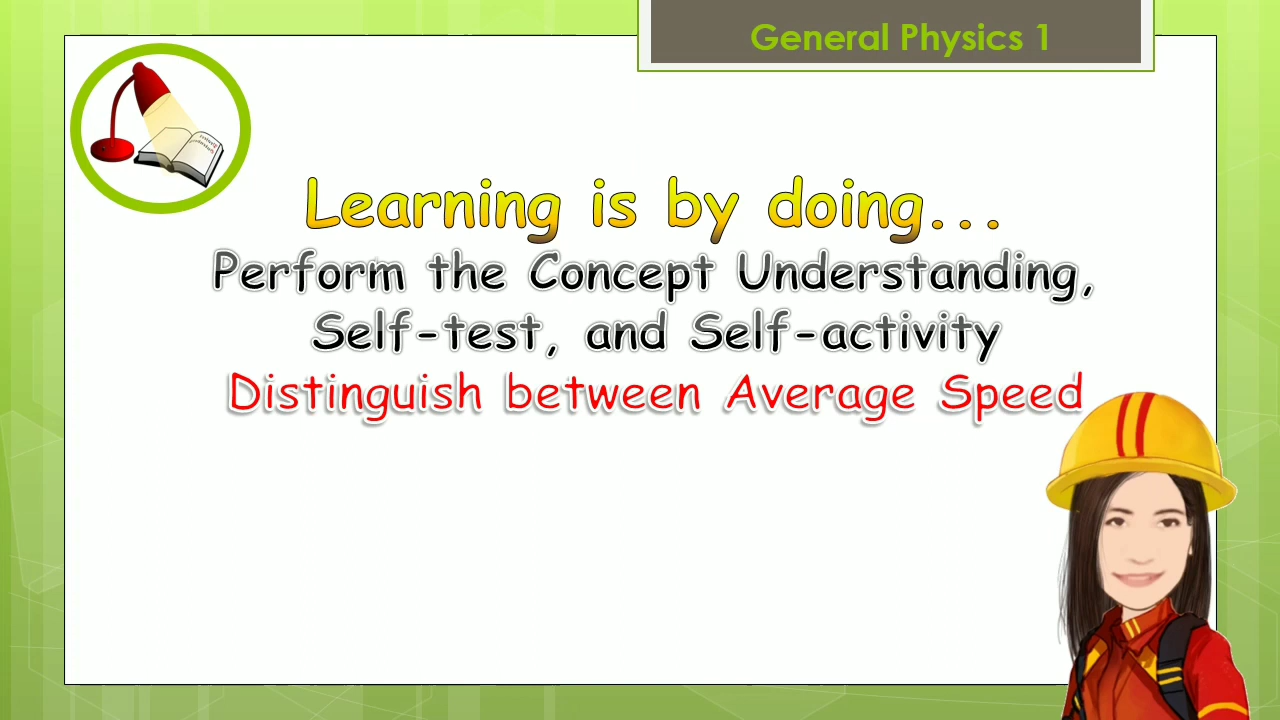 General Physics 1
Learning is by doing...
Perform the Concept Understanding,
Self-test, and Self-activity
Distinguish between Average Speed